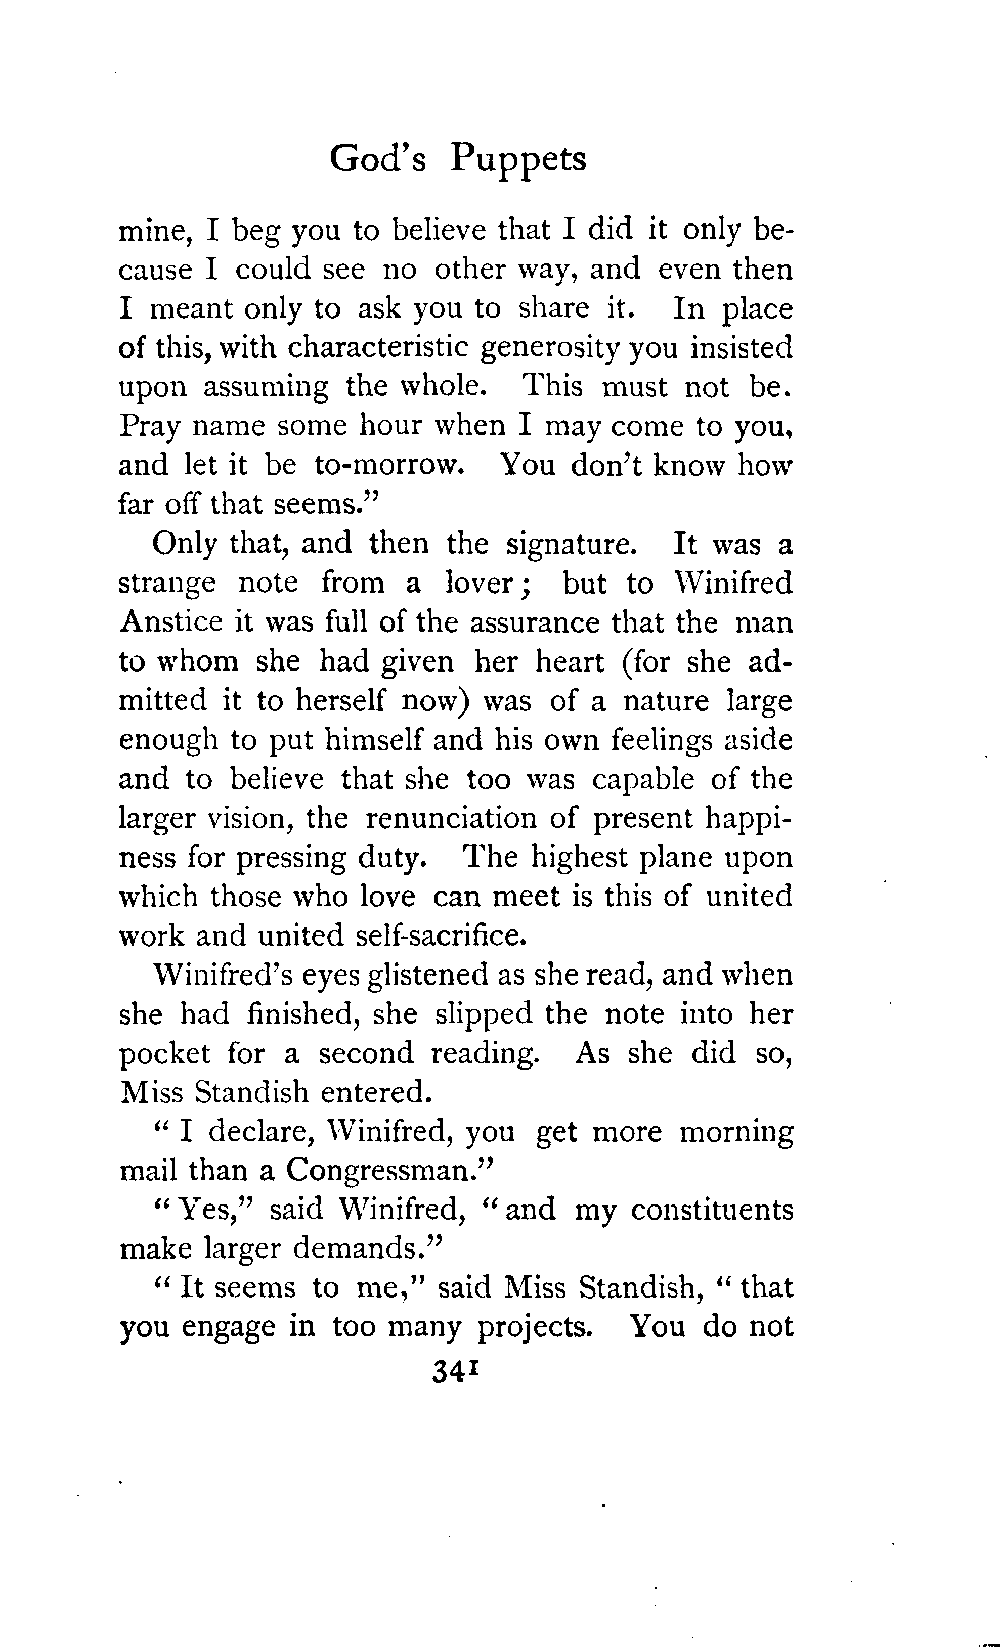 God's Puppets
mine, I beg you to believe that I did it only be-
cause I could see no other way, and even then
I meant only to ask you to share it. In place
of this, with characteristic generosity you insisted
upon assuming the whole. This must not be.
Pray name some hour when I may come to you,
and let it be to-morrow. You don't know how
far off that seems."
Only that, and then the signature. It was a
strange note from a lover; but to Winifred
Anstice it was full of the assurance that the man
to whom she had given her heart (for she ad-
mitted it to herself now) was of a nature large
enough to put himself and his own feelings aside
and to believe that she too was capable of the
larger vision, the renunciation of present happi-
ness for pressing duty. The highest plane upon
which those who love can meet is this of united
work and united self-sacrifice.
Winifred's eyes glistened as she read, and when
she had finished, she slipped the note into her
pocket for a second reading. As she did so,
Miss Standish entered.
" I declare, Winifred, you get more morning
mail than a Congressman."
" Yes," said Winifred, " and my constituents
make larger demands."
" It seems to me," said Miss Standish, " that
you engage in too many projects. You do not
341